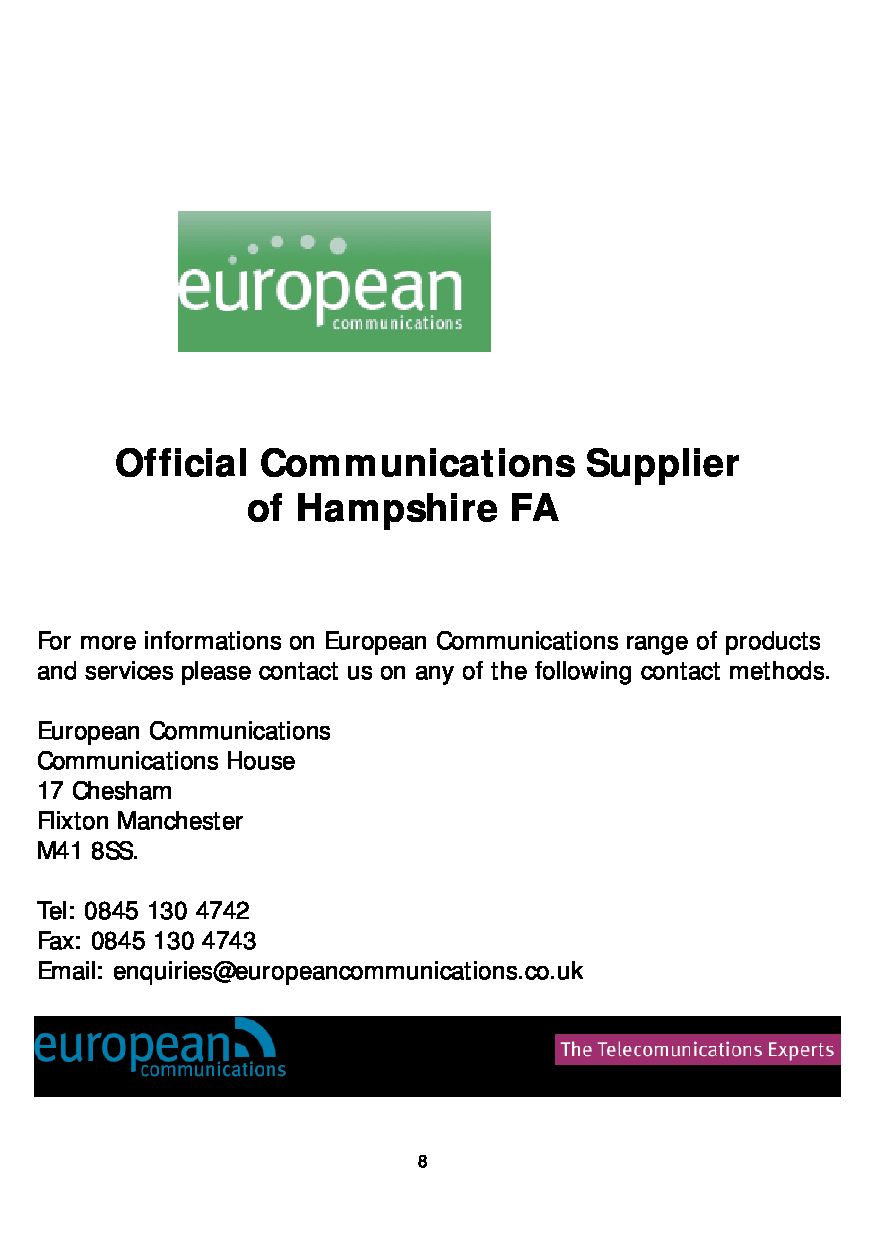 european
communications
Official Communications Supplier
of Hampshire FA
For more informations on European Communications range of products
and services please contact us on any of the following contact methods.
European Communications
Communications House
17 Chesham
Flixton Manchester
M41 8SS.
Tel: 0845 130 4742
Fax: 0845 130 4743
Email: enquiries@europeancommunications.co.uk
european
communications
The Telecomunications Experts
8